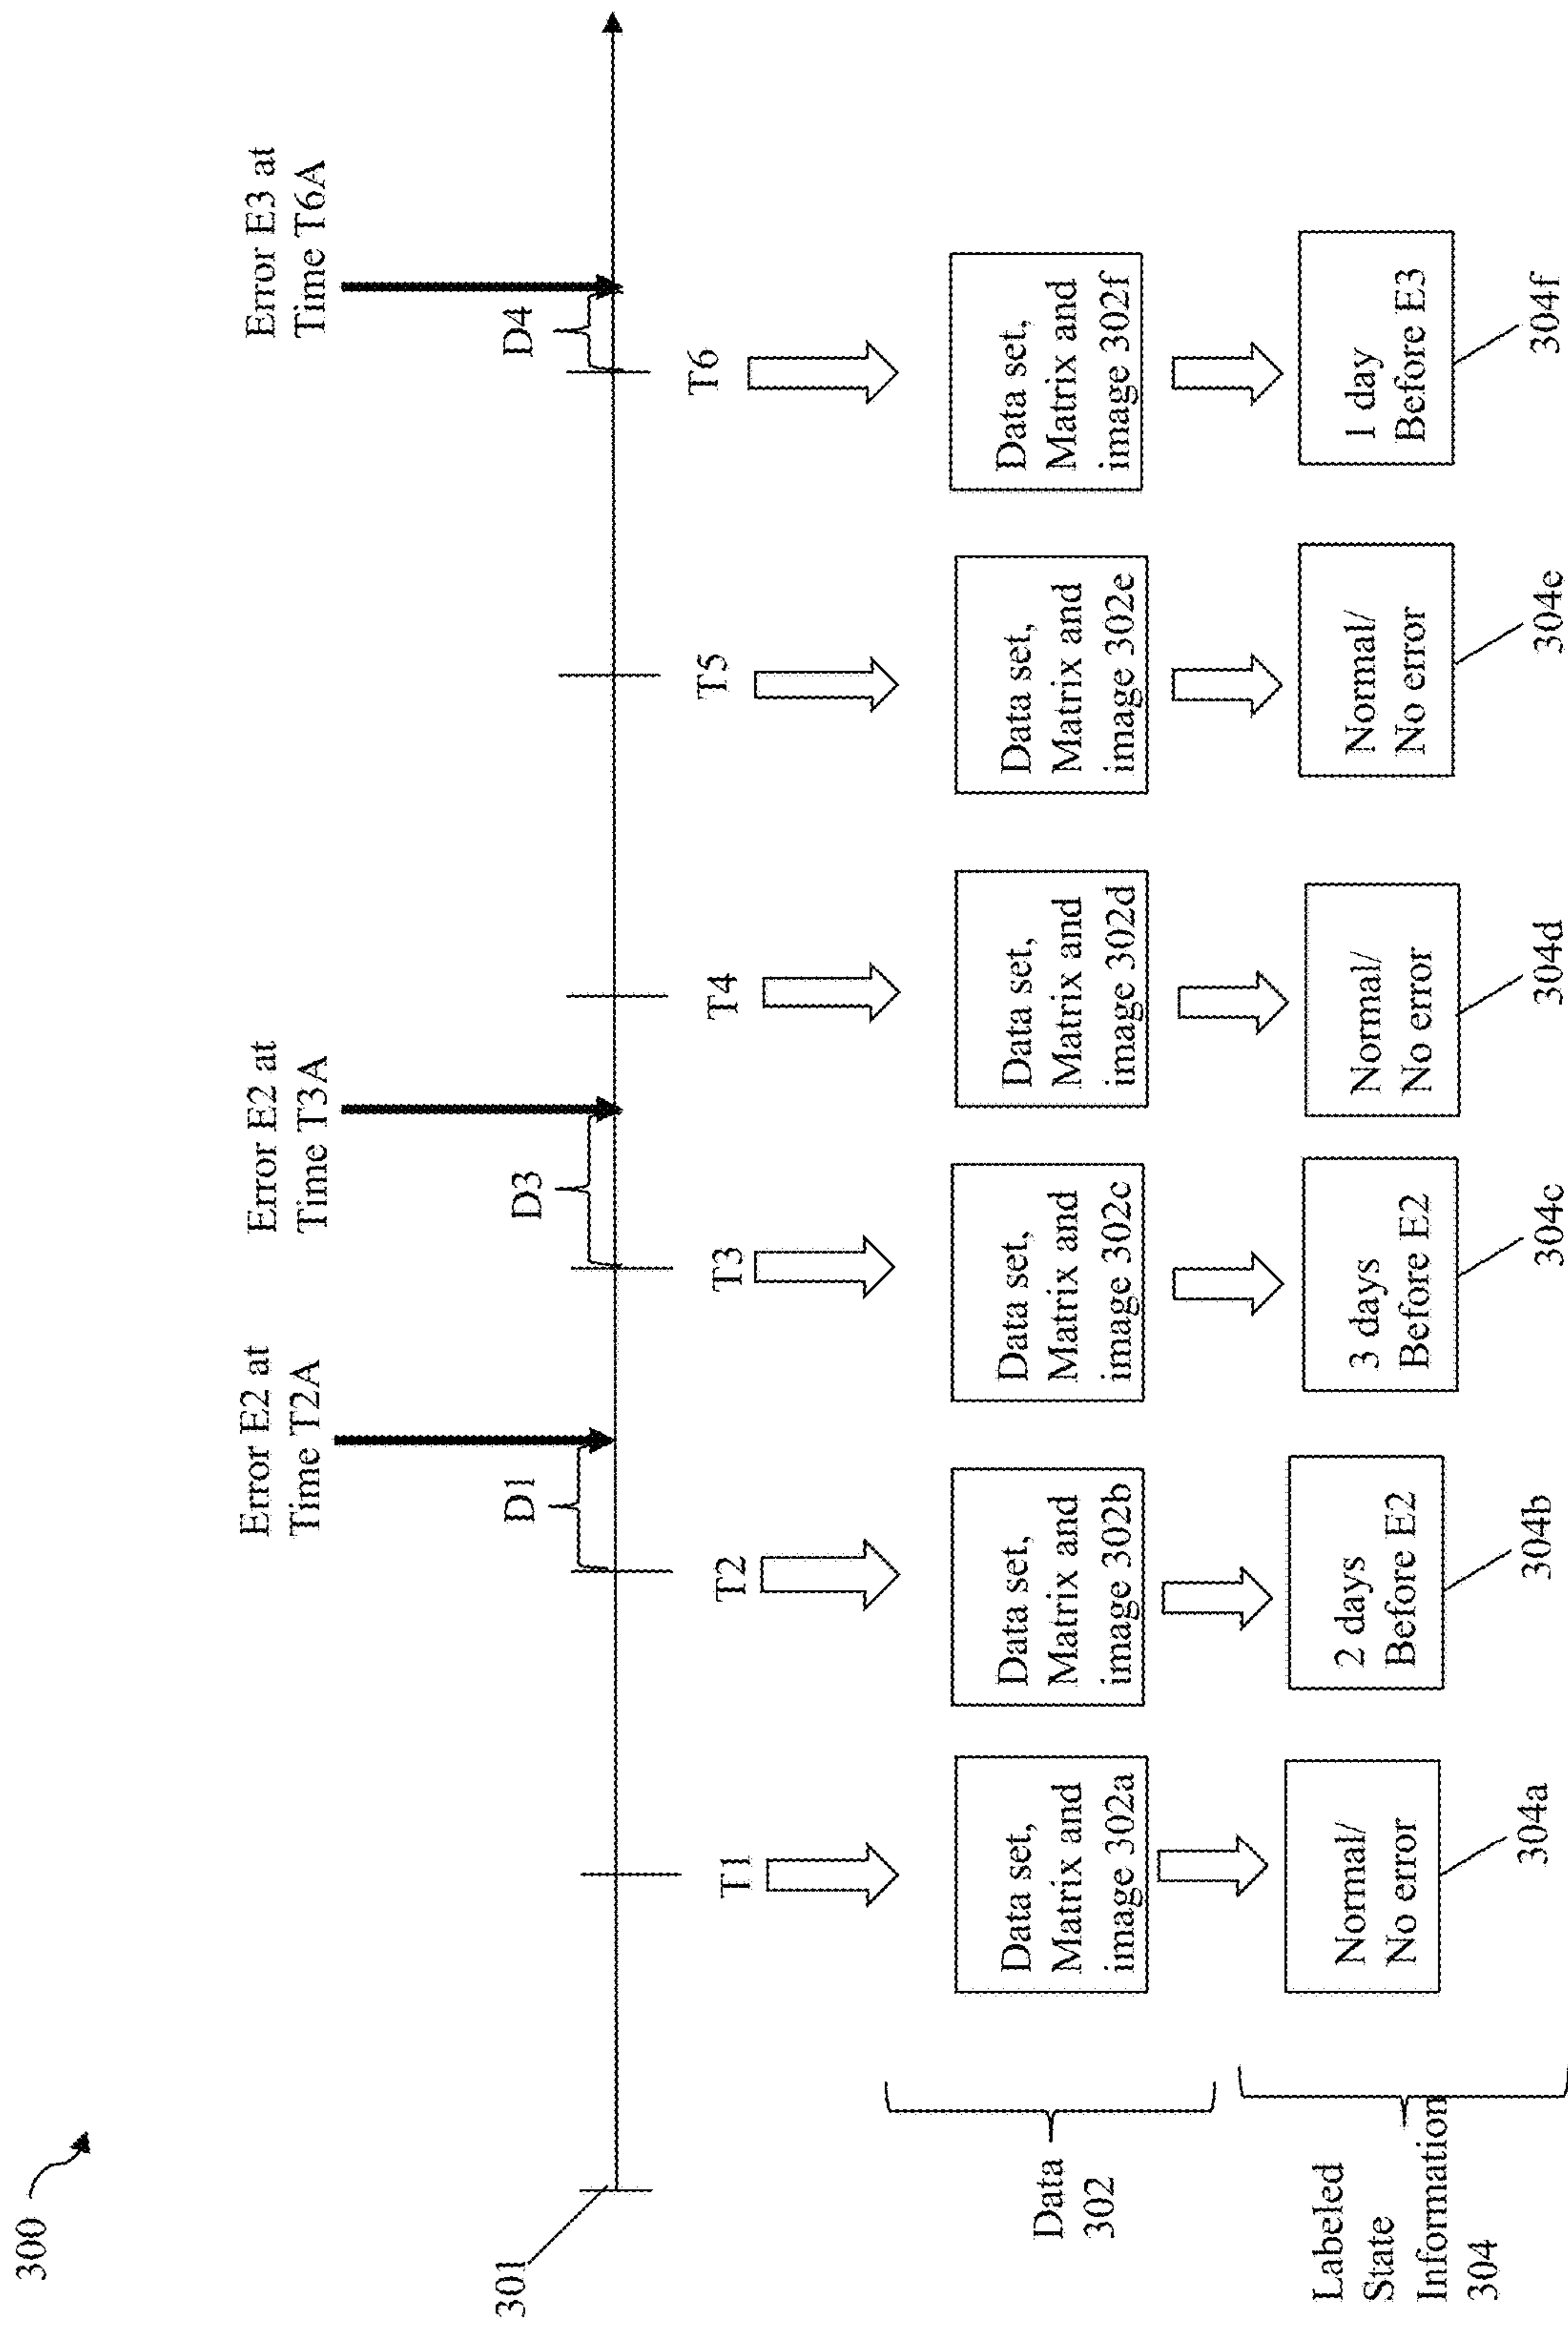 300
Error E2 at
Time T2A
Error E2 at
Time T3A
Error E3 at
Time T6A
301
D1
D3
D4
T1
T2
T3
T4
T5
T6
Data
302
Data set,
Matrix and
image 302a
Data set,
Matrix and
image 302b
Data set,
Matrix and
image 302c
Data set,
Matrix and
image 302d
Data set,
Matrix and
image 302e
Data set,
Matrix and
image 302f
Labeled
State
Information
304
Normal/
No error
2 days
Before E2
3 days
Before E2
Normal/
No error
Normal/
No error
1 day
Before E3
304a
304b
304c
304d
304e
304f